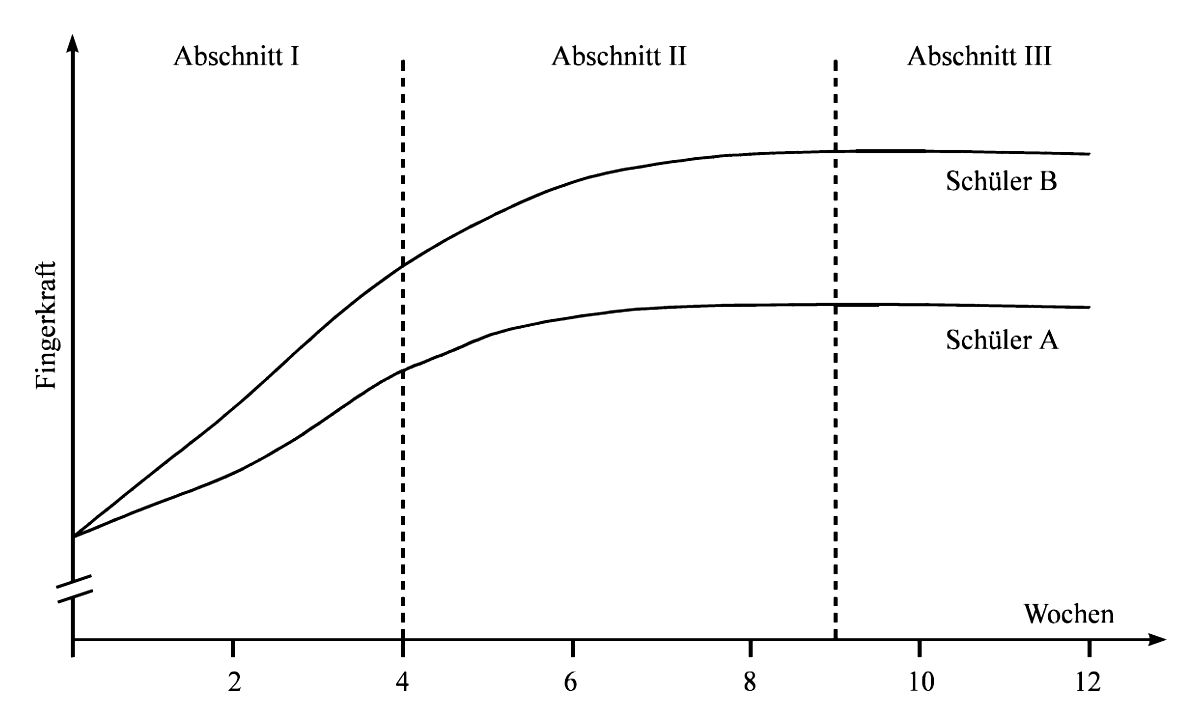 Abschnitt I
Abschnitt II
Abschnitt III
Schüler B
Schüler A
Fingerkraft
Wochen
2 4 6 8 10 12